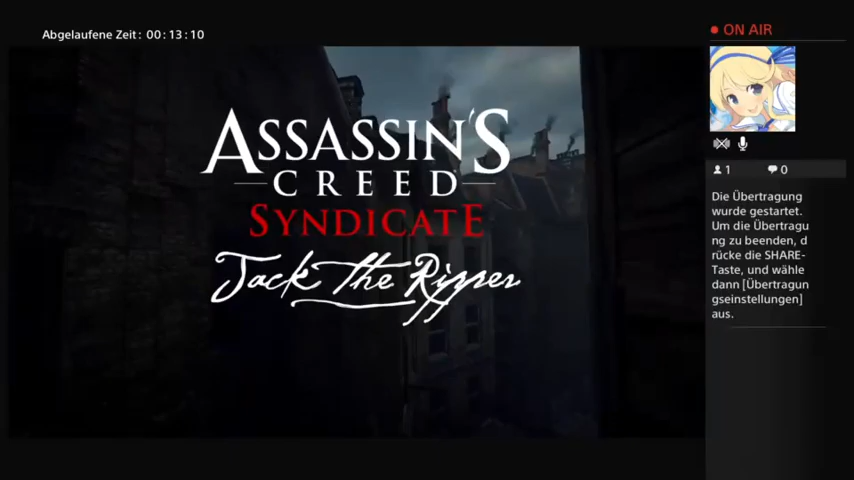 Abgelaufene Zeit: 00:13:10
ON AIR
ASSASSIN'S
CREED
SYNDICATE
Jack the Ripper
1 0
Die Übertragung
wurde gestartet.
Um die Übertragu
ng zu beenden, d
rücke die SHARE-
Taste, und wähle
dann [Übertragun
gseinstellungen]
aus.